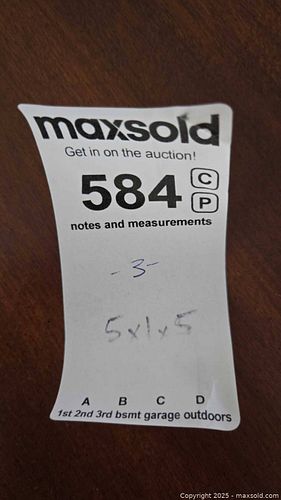 maxsold
Get in on the auction!
584 C
P
notes and measurements
-3-
5x1x5
A B C D
1st 2nd 3rd bsmt garage outdoors
Copyright © 2025 - maxsold.com